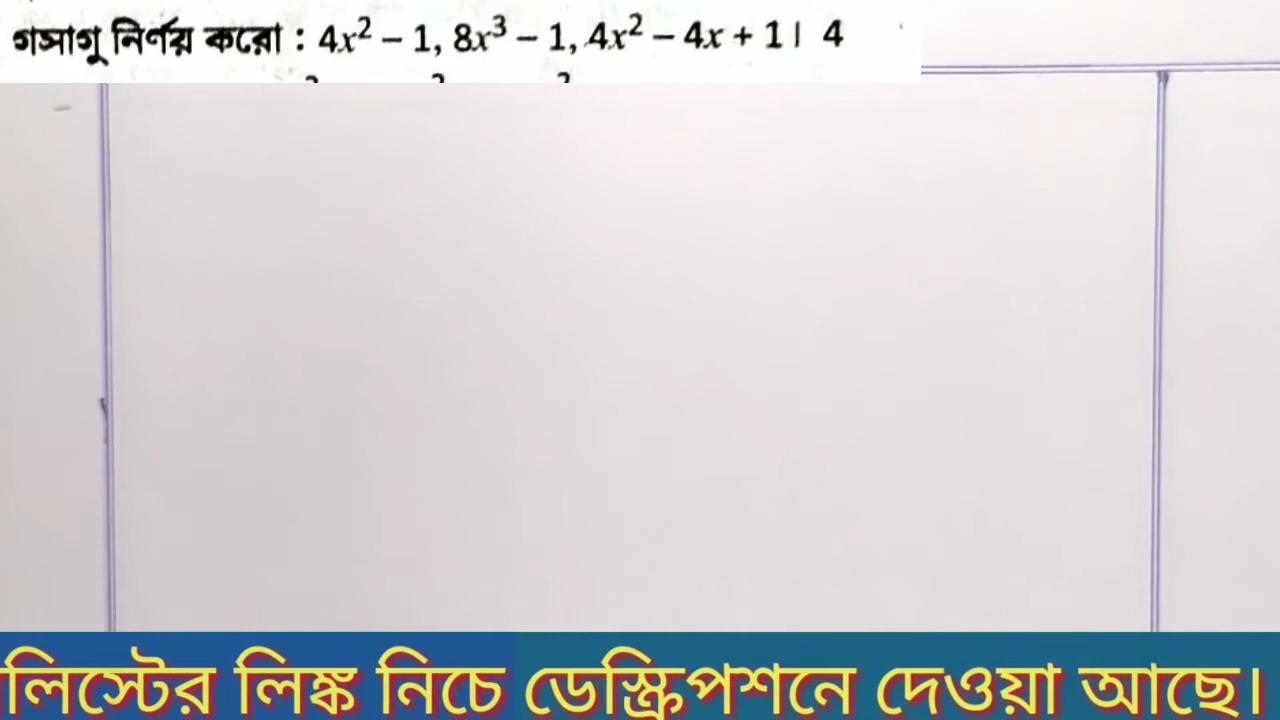 গসাগু নির্ণয় করো : 4x² – 1, 8x³ – 1, 4x² – 4x + 1। 4
লিস্টের লিঙ্ক নিচে ডেস্ক্রিপশনে দেওয়া আছে।